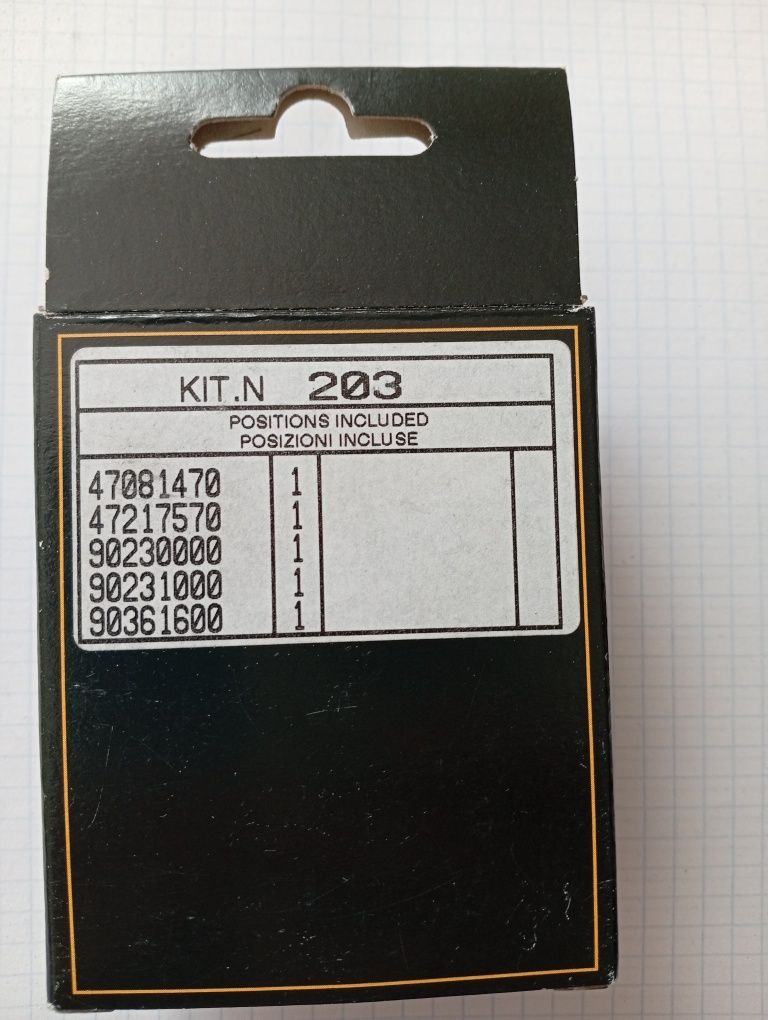 KIT.N 203
POSITIONS INCLUDED
POSIZIONI INCLUSE
47081470 1
47217570 1
90230000 1
90231000 1
90361600 1